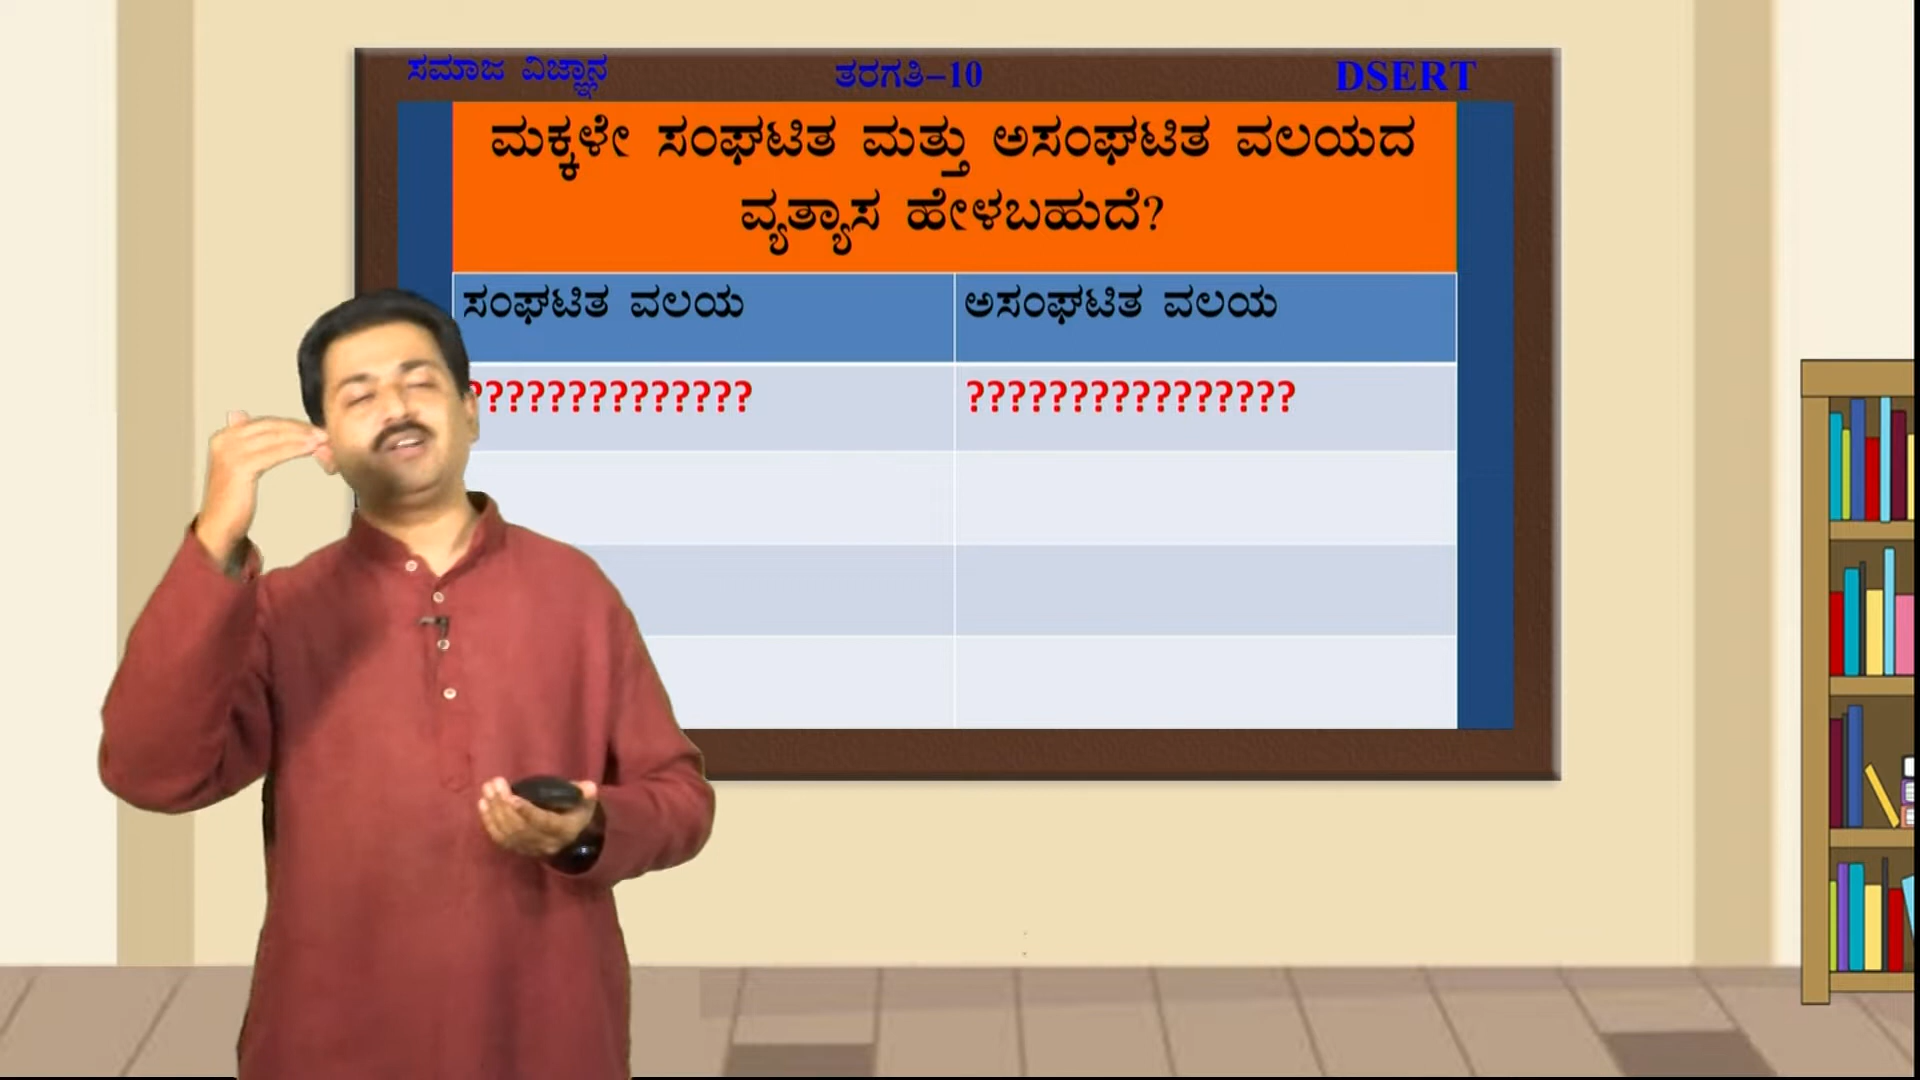 ಸಮಾಜ ವಿಜ್ಞಾನ
ತರಗತಿ-10
DSERT
ಮಕ್ಕಳೇ ಸಂಘಟಿತ ಮತ್ತು ಅಸಂಘಟಿತ ವಲಯದ
ವ್ಯತ್ಯಾಸ ಹೇಳಬಹುದೆ?
ಸಂಘಟಿತ ವಲಯ
ಅಸಂಘಟಿತ ವಲಯ
??????????????
????????????????